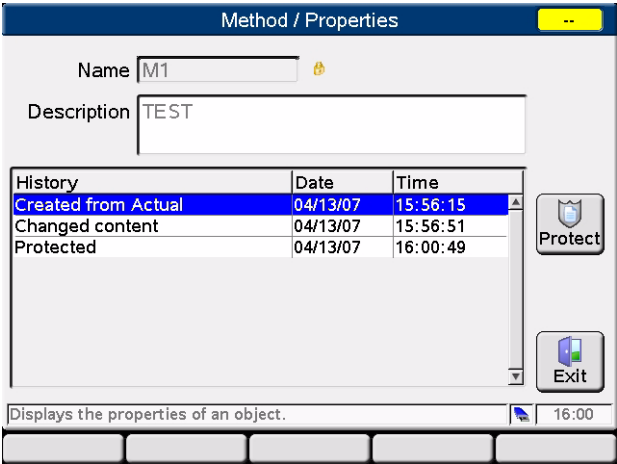 Method / Properties --
Name M1
Description TEST
History Date Time
Created from Actual 04/13/07 15:56:15
Changed content 04/13/07 15:56:51
Protected 04/13/07 16:00:49
Protect
Exit
Displays the properties of an object. 16:00